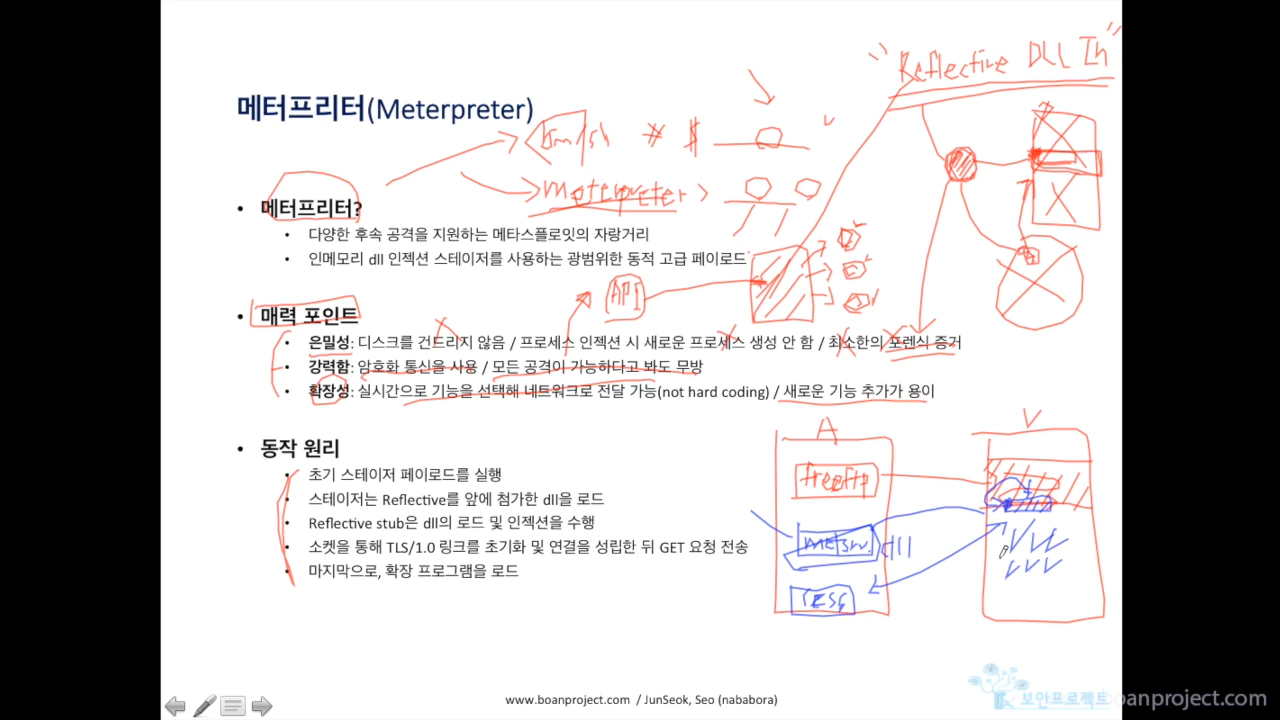 "Reflective DLL In"
메터프리터(Meterpreter)
# $
meterpreter >
• 메터프리터?
• 다양한 후속 공격을 지원하는 메타스플로잇의 자랑거리
• 인메모리 dll 인젝션 스테이저를 사용하는 광범위한 동적 고급 페이로드
API
• 매력 포인트
• 은밀성: 디스크를 건드리지 않음 / 프로세스 인젝션 시 새로운 프로세스 생성 안 함 / 최소한의 포렌식 증거
• 강력함: 암호화 통신을 사용 / 모든 공격이 가능하다고 봐도 무방
• 확장성: 실시간으로 기능을 선택해 네트워크로 전달 가능(not hard coding) / 새로운 기능 추가가 용이
A
V
• 동작 원리
freeftp
• 초기 스테이저 페이로드를 실행
• 스테이저는 Reflective를 앞에 첨가한 dll을 로드
• Reflective stub은 dll의 로드 및 인젝션을 수행
• 소켓을 통해 TLS/1.0 링크를 초기화 및 연결을 성립한 뒤 GET 요청 전송
metsrv.dll
• 마지막으로, 확장 프로그램을 로드
www.boanproject.com / JunSeok, Seo (nababora)
보안프로젝트
boanproject.com